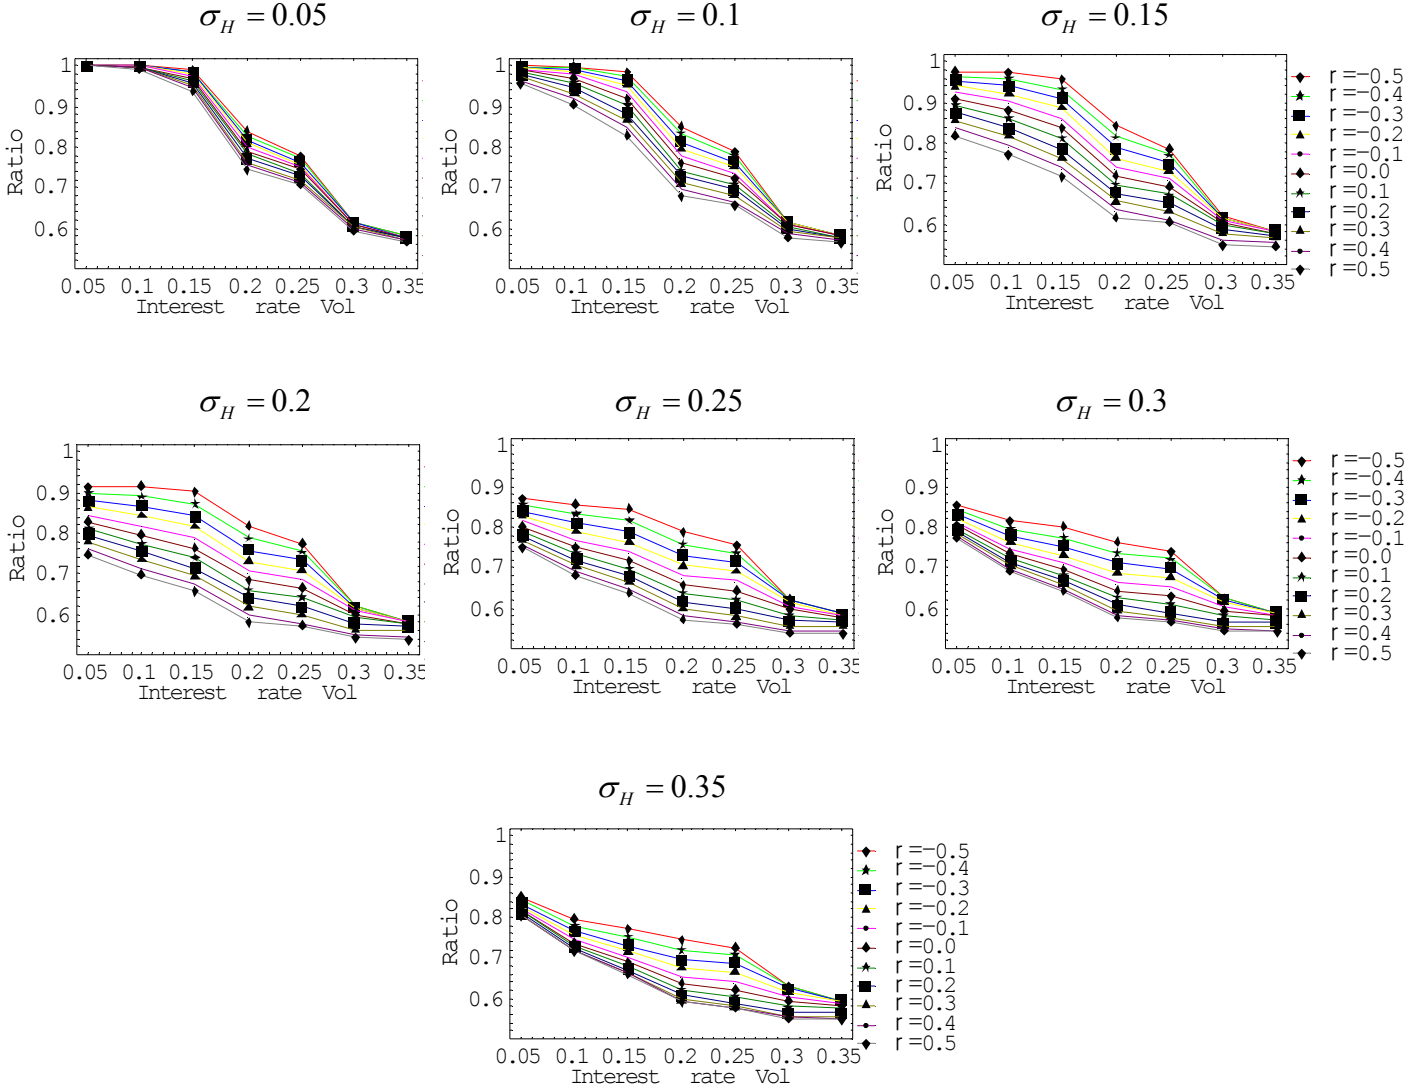 σ_H = 0.05
σ_H = 0.1
σ_H = 0.15
1
0.9
0.8
0.7
0.6
Ratio
0.05 0.1 0.15 0.2 0.25 0.3 0.35
Interest rate Vol
1
0.9
0.8
0.7
0.6
Ratio
0.05 0.1 0.15 0.2 0.25 0.3 0.35
Interest rate Vol
1
0.9
0.8
0.7
0.6
Ratio
0.05 0.1 0.15 0.2 0.25 0.3 0.35
Interest rate Vol
r=-0.5
r=-0.4
r=-0.3
r=-0.2
r=-0.1
r=0.0
r=0.1
r=0.2
r=0.3
r=0.4
r=0.5
σ_H = 0.2
σ_H = 0.25
σ_H = 0.3
1
0.9
0.8
0.7
0.6
Ratio
0.05 0.1 0.15 0.2 0.25 0.3 0.35
Interest rate Vol
1
0.9
0.8
0.7
0.6
Ratio
0.05 0.1 0.15 0.2 0.25 0.3 0.35
Interest rate Vol
1
0.9
0.8
0.7
0.6
Ratio
0.05 0.1 0.15 0.2 0.25 0.3 0.35
Interest rate Vol
r=-0.5
r=-0.4
r=-0.3
r=-0.2
r=-0.1
r=0.0
r=0.1
r=0.2
r=0.3
r=0.4
r=0.5
σ_H = 0.35
1
0.9
0.8
0.7
0.6
Ratio
0.05 0.1 0.15 0.2 0.25 0.3 0.35
Interest rate Vol
r=-0.5
r=-0.4
r=-0.3
r=-0.2
r=-0.1
r=0.0
r=0.1
r=0.2
r=0.3
r=0.4
r=0.5